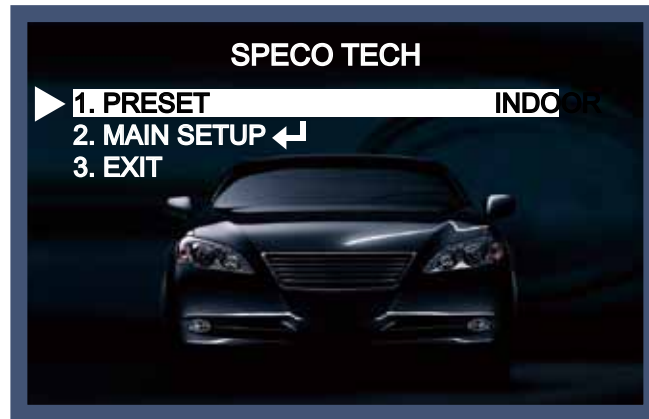 SPECO TECH
1. PRESET INDOOR
2. MAIN SETUP
3. EXIT